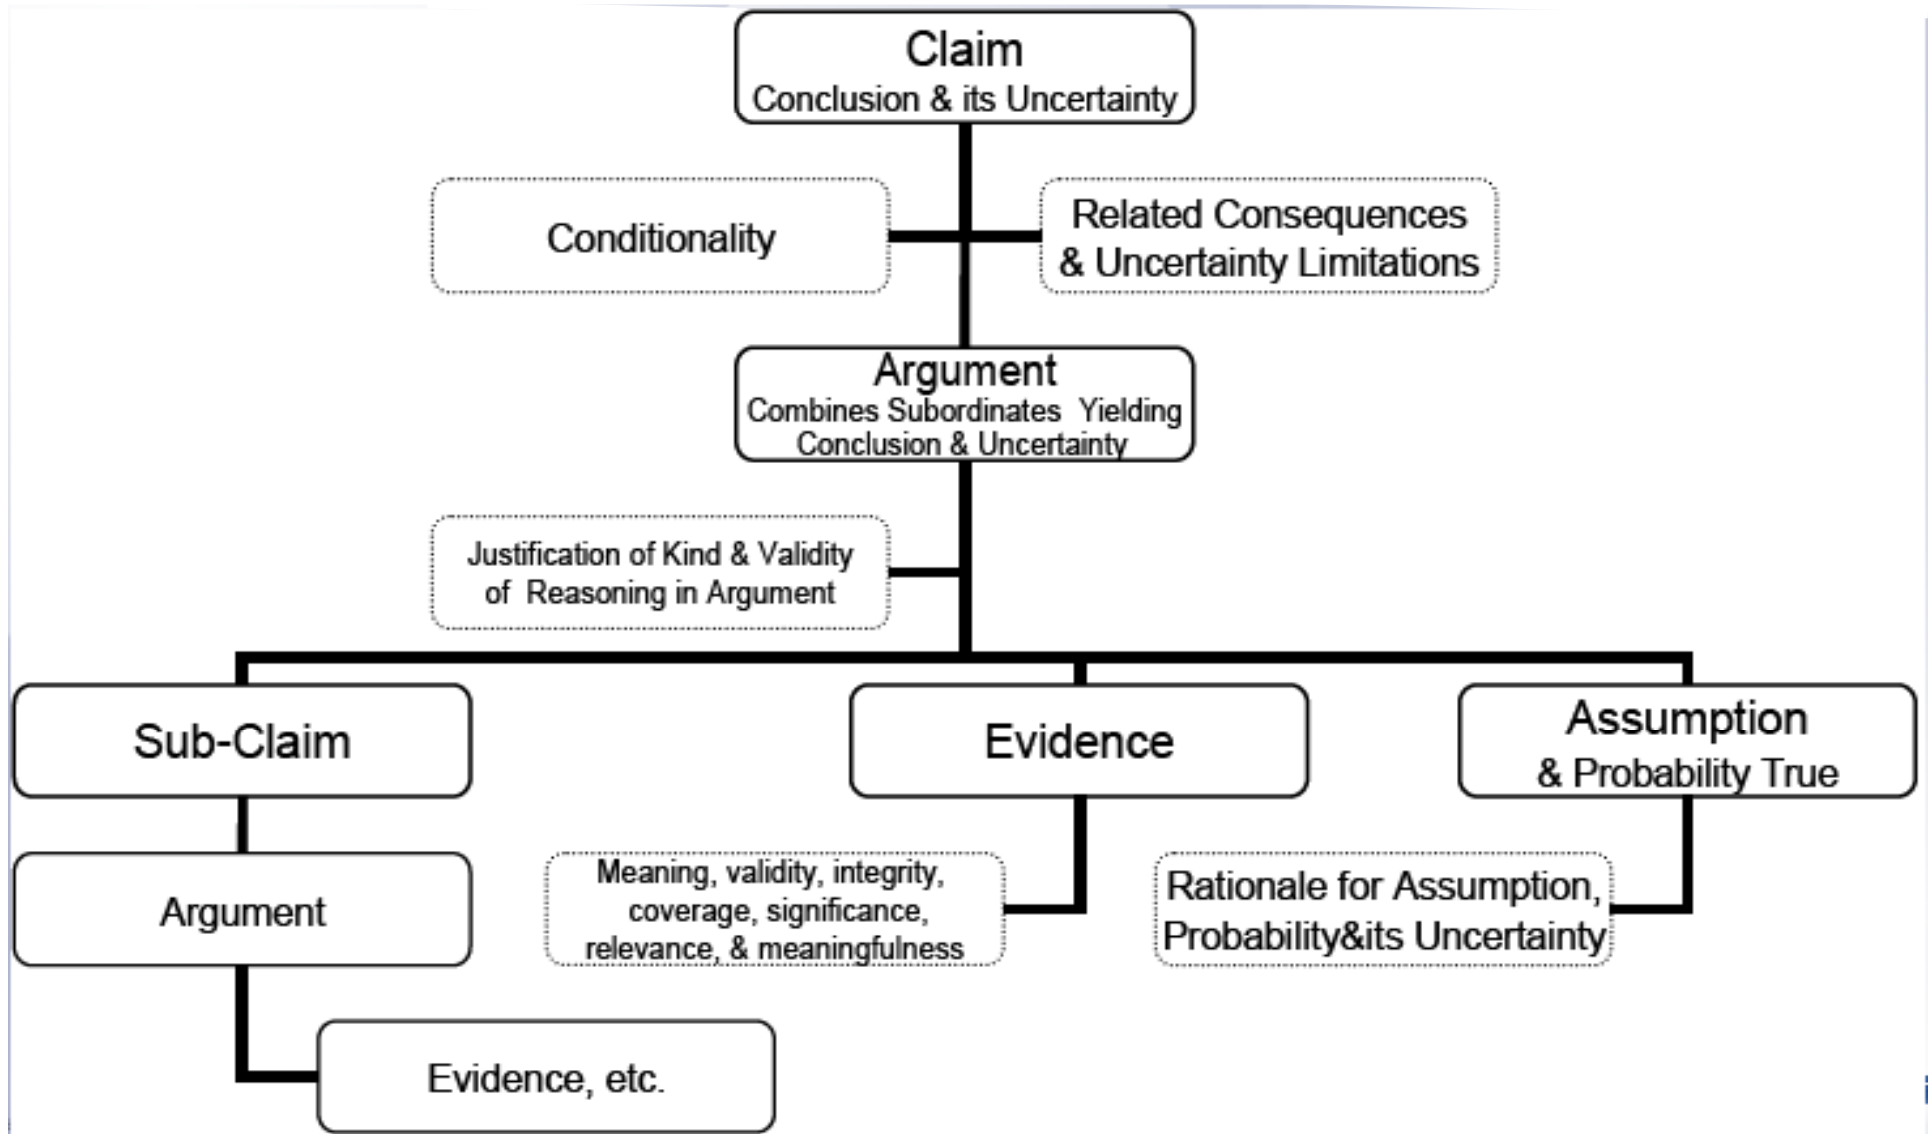 Claim
Conclusion & its Uncertainty
Conditionality
Related Consequences
& Uncertainty Limitations
Argument
Combines Subordinates Yielding
Conclusion & Uncertainty
Justification of Kind & Validity
of Reasoning in Argument
Sub-Claim
Evidence
Assumption
& Probability True
Argument
Meaning, validity, integrity,
coverage, significance,
relevance, & meaningfulness
Rationale for Assumption,
Probability&its Uncertainty
Evidence, etc.